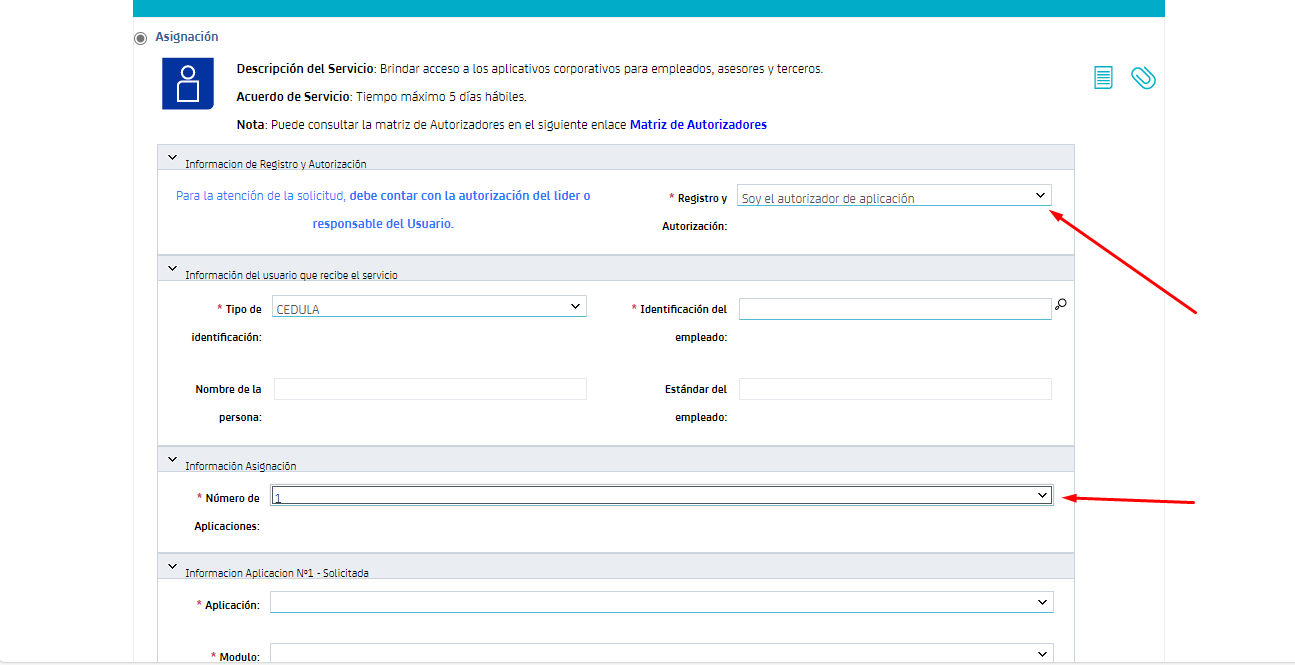 Asignación
Descripción del Servicio: Brindar acceso a los aplicativos corporativos para empleados, asesores y terceros.
Acuerdo de Servicio: Tiempo máximo 5 días hábiles.
Nota: Puede consultar la matriz de Autorizadores en el siguiente enlace Matriz de Autorizadores
Informacion de Registro y Autorización
Para la atención de la solicitud, debe contar con la autorización del lider o
responsable del Usuario.
* Registro y
Autorización:
Soy el autorizador de aplicación
Información del usuario que recibe el servicio
* Tipo de
identificación:
CEDULA
* Identificación del
empleado:
Nombre de la
persona:
Estándar del
empleado:
Información Asignación
* Número de
Aplicaciones:
1
Informacion Aplicacion Nº1 - Solicitada
* Aplicación:
* Modulo: